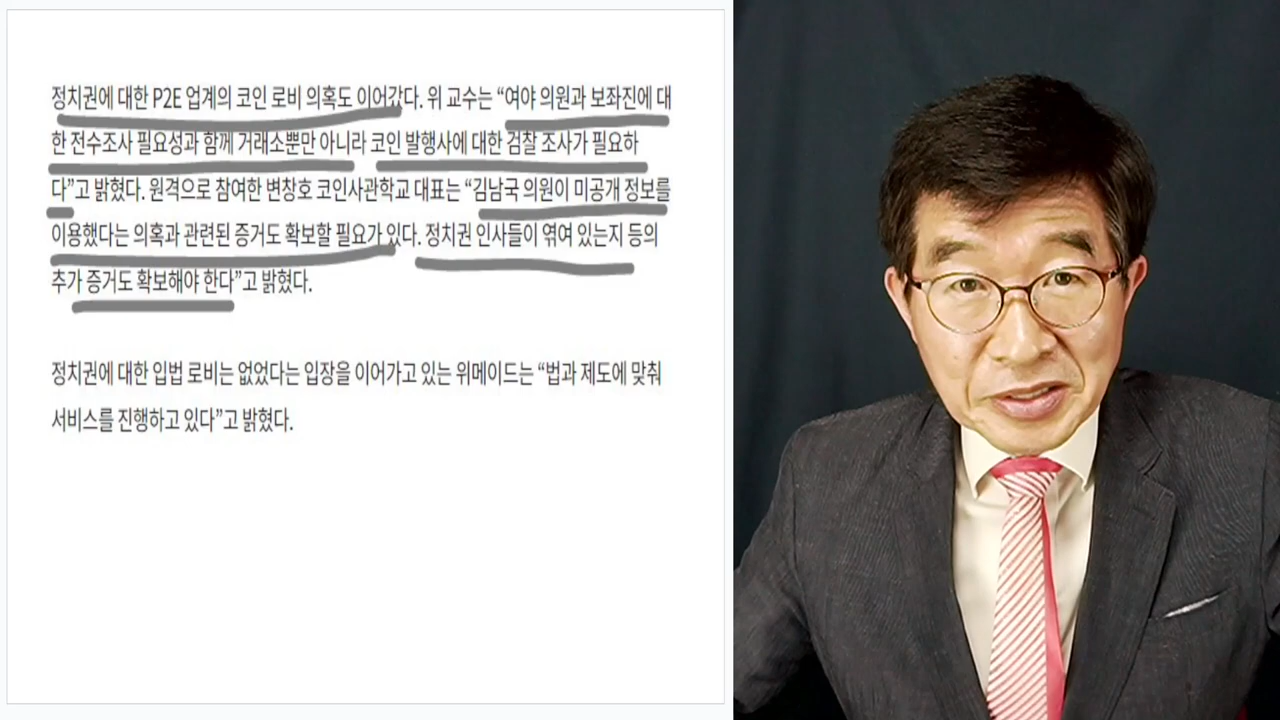 정치권에 대한 P2E 업계의 코인 로비 의혹도 이어갔다. 위 교수는 “여야 의원과 보좌진에 대
한 전수조사 필요성과 함께 거래소뿐만 아니라 코인 발행사에 대한 검찰 조사가 필요하
다”고 밝혔다. 원격으로 참여한 변창호 코인사관학교 대표는 “김남국 의원이 미공개 정보를
이용했다는 의혹과 관련된 증거도 확보할 필요가 있다. 정치권 인사들이 엮여 있는지 등의
추가 증거도 확보해야 한다”고 밝혔다.
정치권에 대한 입법 로비는 없었다는 입장을 이어가고 있는 위메이드는 “법과 제도에 맞춰
서비스를 진행하고 있다”고 밝혔다.